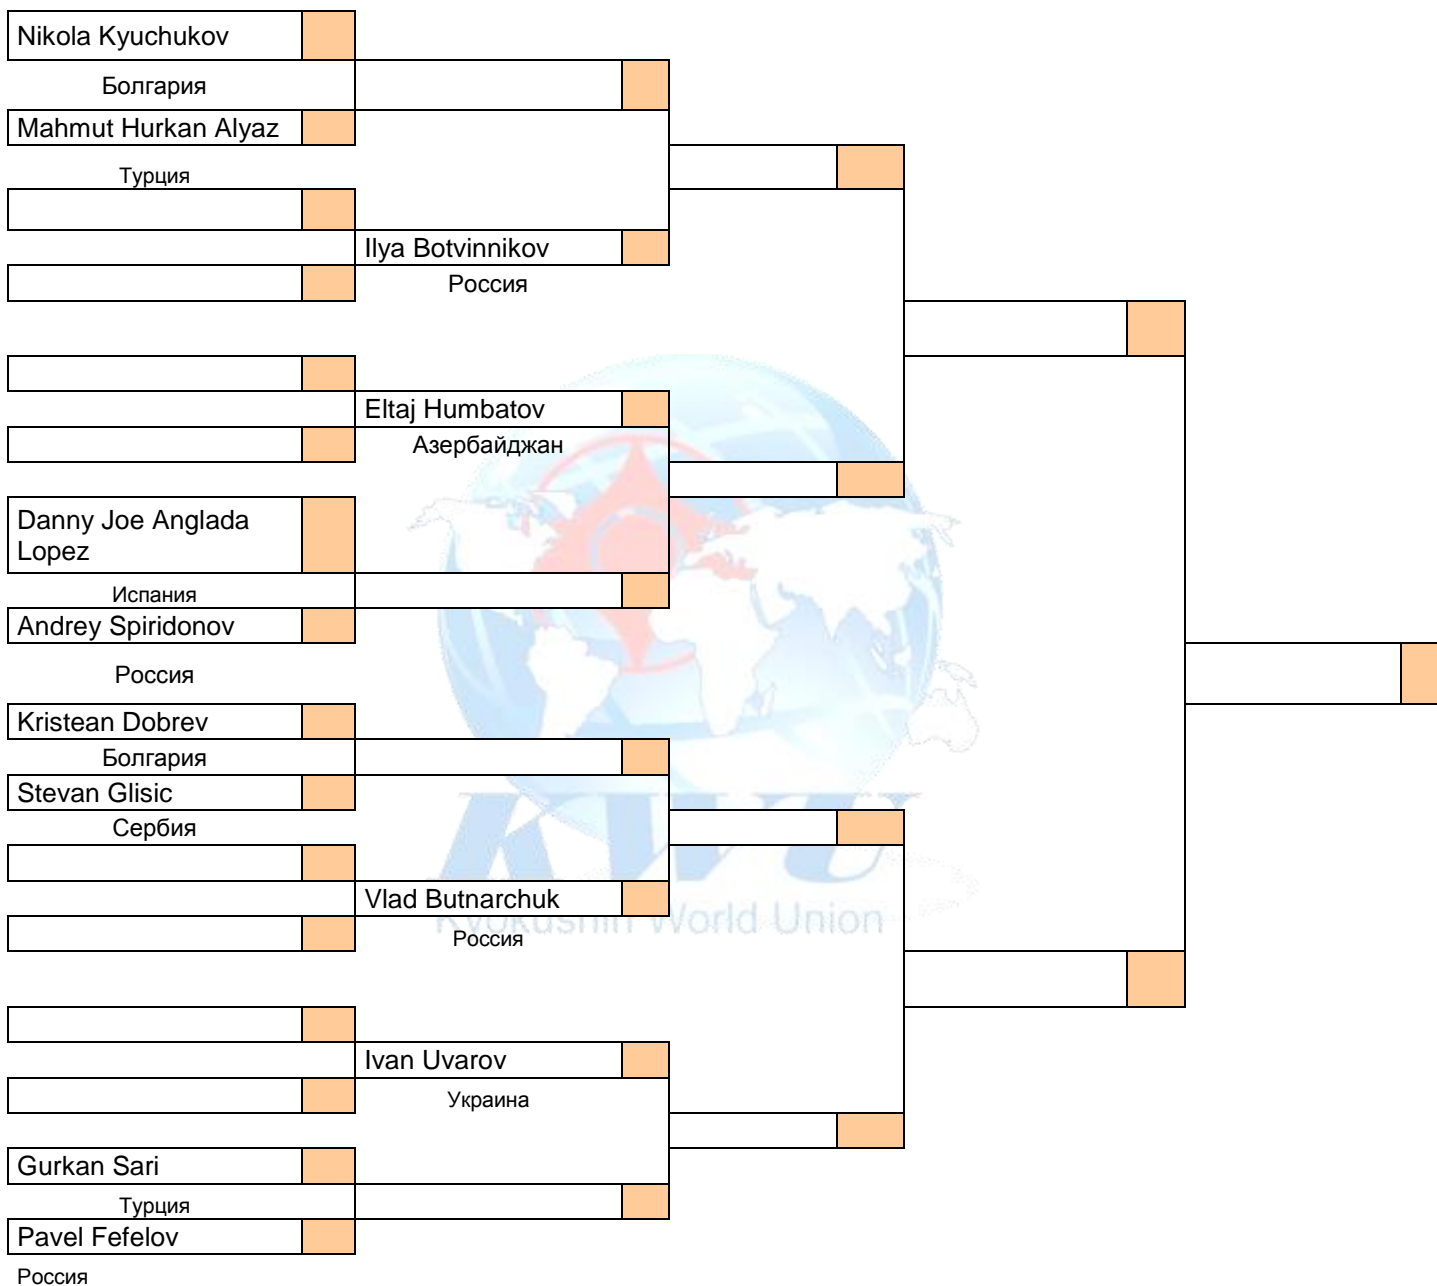 Nikola Kyuchukov
Болгария
Mahmut Hurkan Alyaz
Турция
Ilya Botvinnikov
Россия
Eltaj Humbatov
Азербайджан
Danny Joe Anglada
Lopez
Испания
Andrey Spiridonov
Россия
Kristean Dobrev
Болгария
Stevan Glisic
Сербия
KWU
Vlad Butnarchuk
Kyokushin World Union
Россия
Ivan Uvarov
Украина
Gurkan Sari
Турция
Pavel Fefelov
Россия